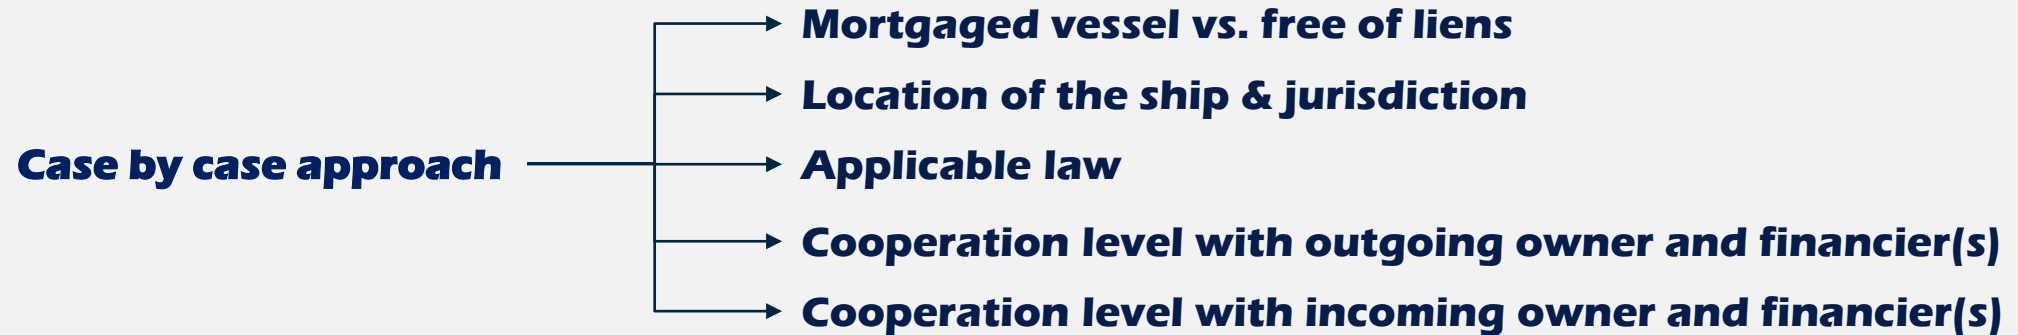 Mortgaged vessel vs. free of liens
Location of the ship & jurisdiction
Case by case approach
Applicable law
Cooperation level with outgoing owner and financier(s)
Cooperation level with incoming owner and financier(s)